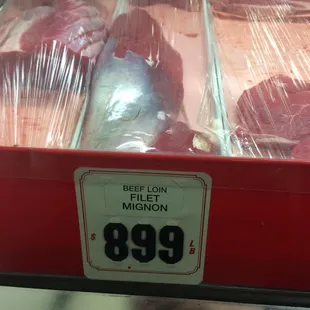 BEEF LOIN
FILET
MIGNON
$ 899 LB